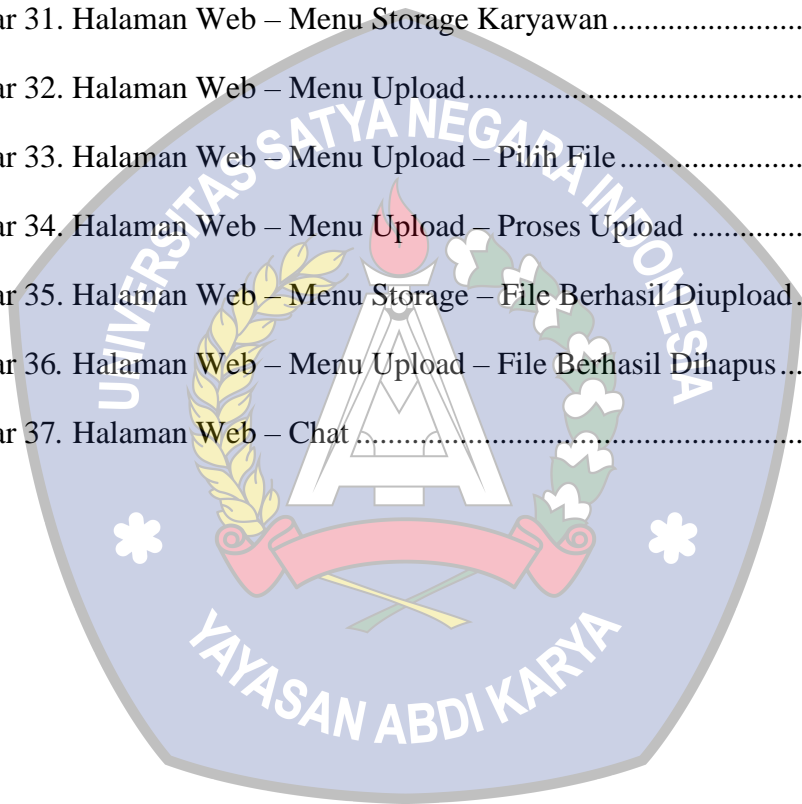 ar 31. Halaman Web – Menu Storage Karyawan........................
ar 32. Halaman Web – Menu Upload..........................................
ar 33. Halaman Web – Menu Upload – Pilih File.......................
ar 34. Halaman Web – Menu Upload – Proses Upload ..............
ar 35. Halaman Web – Menu Storage – File Berhasil Diupload.
ar 36. Halaman Web – Menu Upload – File Berhasil Dihapus...
ar 37. Halaman Web – Chat ........................................................
UNIVERSITAS SATYA NEGARA INDONESIA
YAYASAN ABDI KARYA